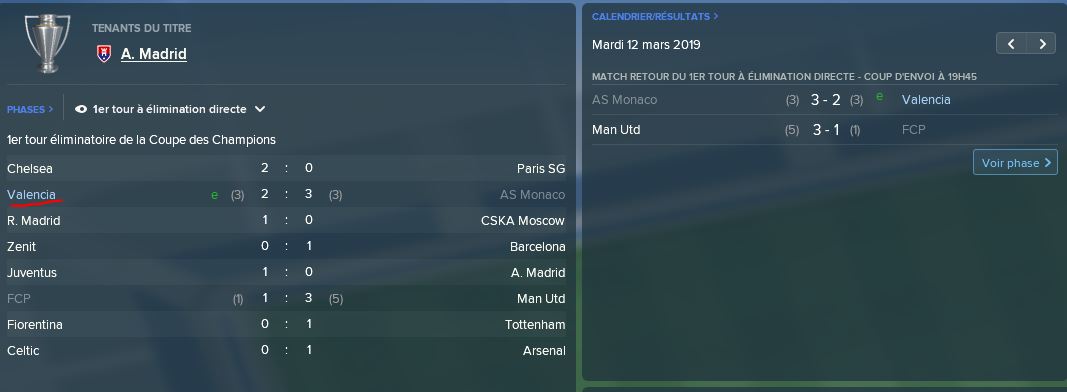 TENANTS DU TITRE
A. Madrid
PHASES > 1er tour à élimination directe
1er tour éliminatoire de la Coupe des Champions
Chelsea 2 : 0 Paris SG
Valencia e (3) 2 : 3 (3) AS Monaco
R. Madrid 1 : 0 CSKA Moscow
Zenit 0 : 1 Barcelona
Juventus 1 : 0 A. Madrid
FCP (1) 1 : 3 (5) Man Utd
Fiorentina 0 : 1 Tottenham
Celtic 0 : 1 Arsenal
CALENDRIER/RÉSULTATS >
Mardi 12 mars 2019
MATCH RETOUR DU 1ER TOUR À ÉLIMINATION DIRECTE - COUP D'ENVOI À 19H45
AS Monaco (3) 3 - 2 (3) e Valencia
Man Utd (5) 3 - 1 (1) FCP
Voir phase >